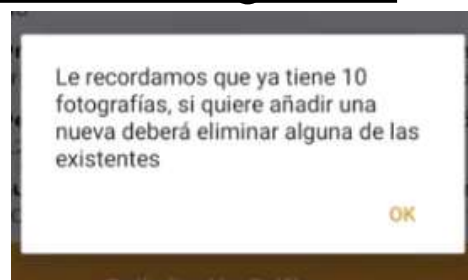 Le recordamos que ya tiene 10
fotografías, si quiere añadir una
nueva deberá eliminar alguna de las
existentes
OK